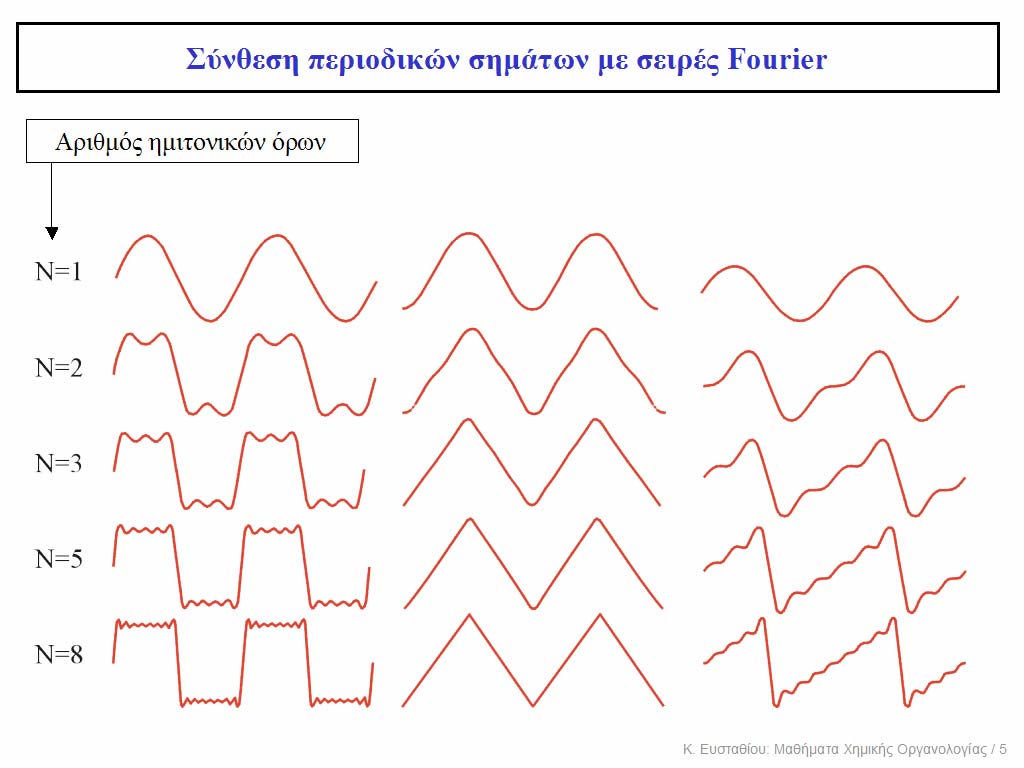 Σύνθεση περιοδικών σημάτων με σειρές Fourier
Αριθμός ημιτονικών όρων
N=1
N=2
N=3
N=5
N=8
Κ. Ευσταθίου: Μαθήματα Χημικής Οργανολογίας / 5